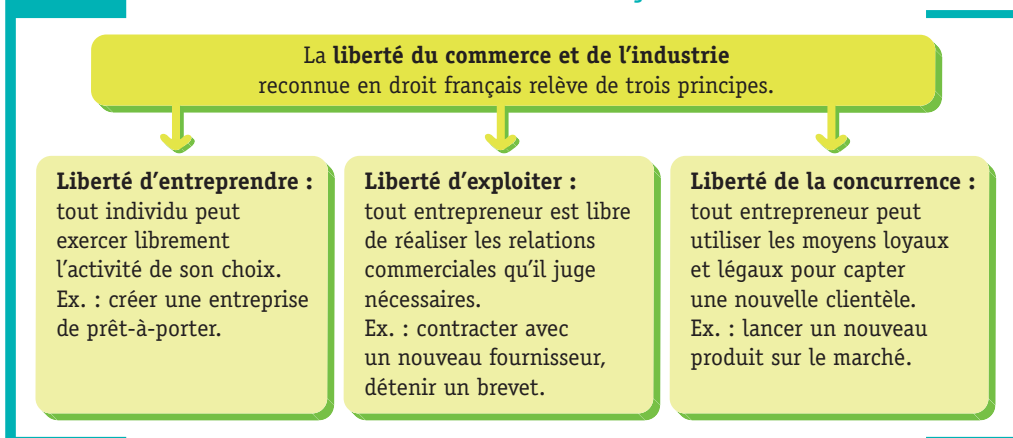 La liberté du commerce et de l'industrie
reconnue en droit français relève de trois principes.
Liberté d'entreprendre :
tout individu peut
exercer librement
l'activité de son choix.
Ex. : créer une entreprise
de prêt-à-porter.
Liberté d'exploiter :
tout entrepreneur est libre
de réaliser les relations
commerciales qu'il juge
nécessaires.
Ex. : contracter avec
un nouveau fournisseur,
détenir un brevet.
Liberté de la concurrence :
tout entrepreneur peut
utiliser les moyens loyaux
et légaux pour capter
une nouvelle clientèle.
Ex. : lancer un nouveau
produit sur le marché.